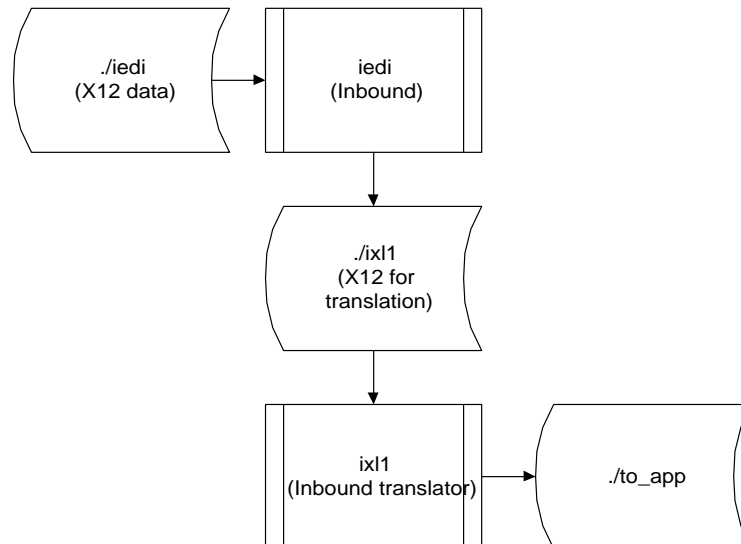 ./iedi
(X12 data)
iedi
(Inbound)
./ixl1
(X12 for
translation)
ixl1
(Inbound translator)
./to_app